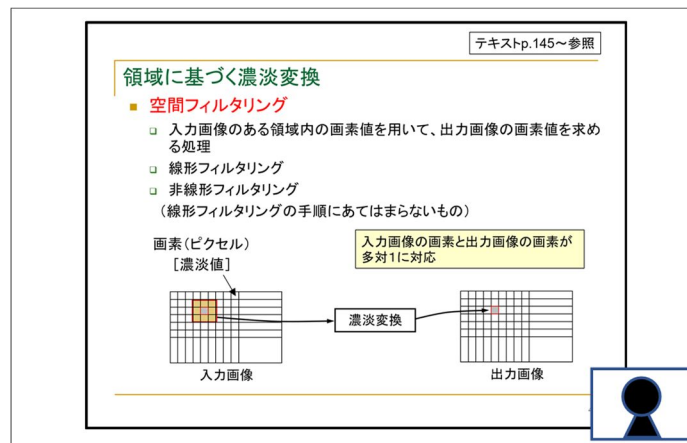 テキストp.145～参照
領域に基づく濃淡変換
空間フィルタリング
入力画像のある領域内の画素値を用いて、出力画像の画素値を求め
る処理
線形フィルタリング
非線形フィルタリング
（線形フィルタリングの手順にあてはまらないもの）
画素（ピクセル）
［濃淡値］
入力画像の画素と出力画像の画素が
多対1に対応
濃淡変換
入力画像
出力画像